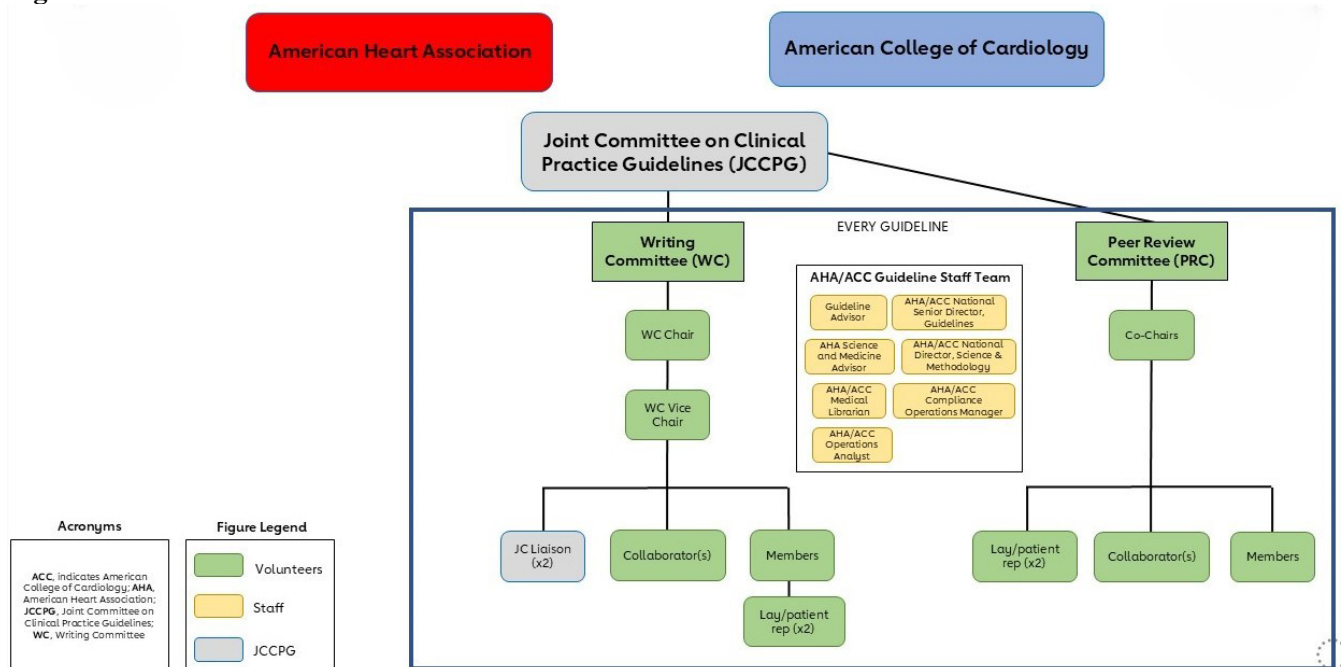 American Heart Association
American College of Cardiology
Joint Committee on Clinical
Practice Guidelines (JCCPG)
EVERY GUIDELINE
Writing
Committee (WC)
Peer Review
Committee (PRC)
AHA/ACC Guideline Staff Team
Guideline
Advisor
AHA/ACC National
Senior Director,
Guidelines
AHA Science
and Medicine
Advisor
AHA/ACC National
Director, Science &
Methodology
AHA/ACC
Medical
Librarian
AHA/ACC
Compliance
Operations Manager
AHA/ACC
Operations
Analyst
WC Chair
WC Vice
Chair
Co-Chairs
JC Liaison
(x2)
Collaborator(s)
Members
Lay/patient
rep (x2)
Lay/patient
rep (x2)
Collaborator(s)
Members
Acronyms
ACC, indicates American
College of Cardiology; AHA,
American Heart Association;
JCCPG, Joint Committee on
Clinical Practice Guidelines;
WC, Writing Committee
Figure Legend
Volunteers
Staff
JCCPG